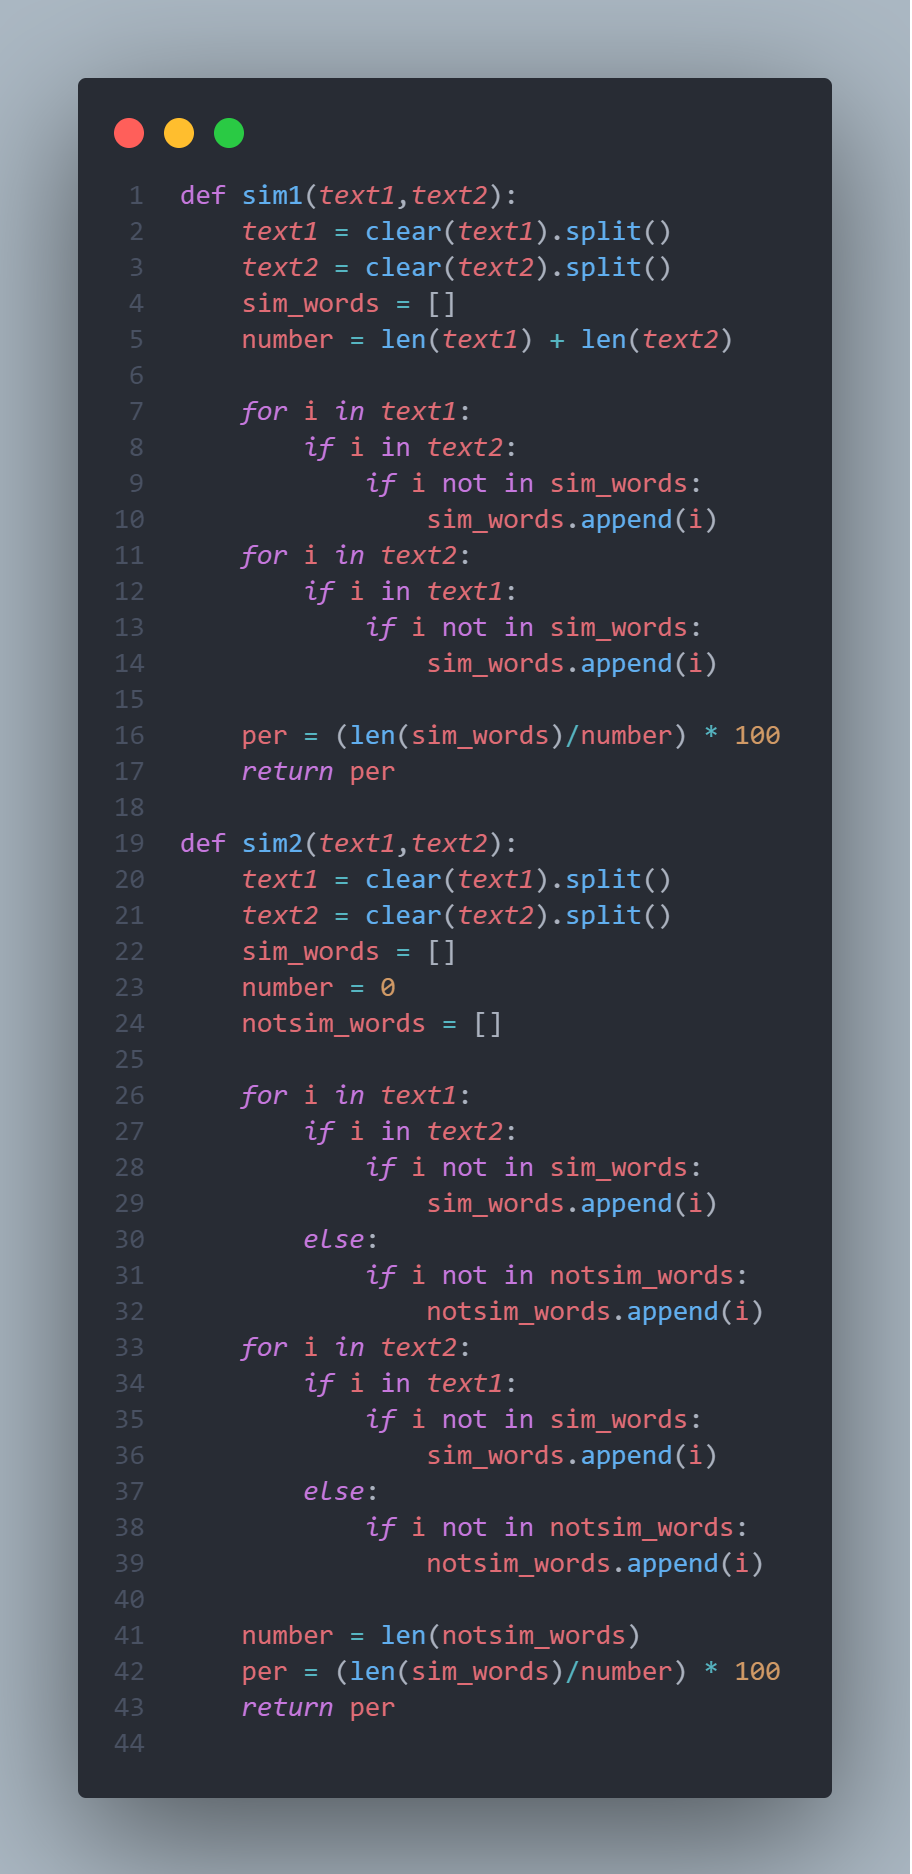 1 def sim1(text1,text2):
2     text1 = clear(text1).split()
3     text2 = clear(text2).split()
4     sim_words = []
5     number = len(text1) + len(text2)
6
7     for i in text1:
8         if i in text2:
9             if i not in sim_words:
10                 sim_words.append(i)
11     for i in text2:
12         if i in text1:
13             if i not in sim_words:
14                 sim_words.append(i)
15
16     per = (len(sim_words)/number) * 100
17     return per
18
19 def sim2(text1,text2):
20     text1 = clear(text1).split()
21     text2 = clear(text2).split()
22     sim_words = []
23     number = 0
24     notsim_words = []
25
26     for i in text1:
27         if i in text2:
28             if i not in sim_words:
29                 sim_words.append(i)
30         else:
31             if i not in notsim_words:
32                 notsim_words.append(i)
33     for i in text2:
34         if i in text1:
35             if i not in sim_words:
36                 sim_words.append(i)
37         else:
38             if i not in notsim_words:
39                 notsim_words.append(i)
40
41     number = len(notsim_words)
42     per = (len(sim_words)/number) * 100
43     return per
44